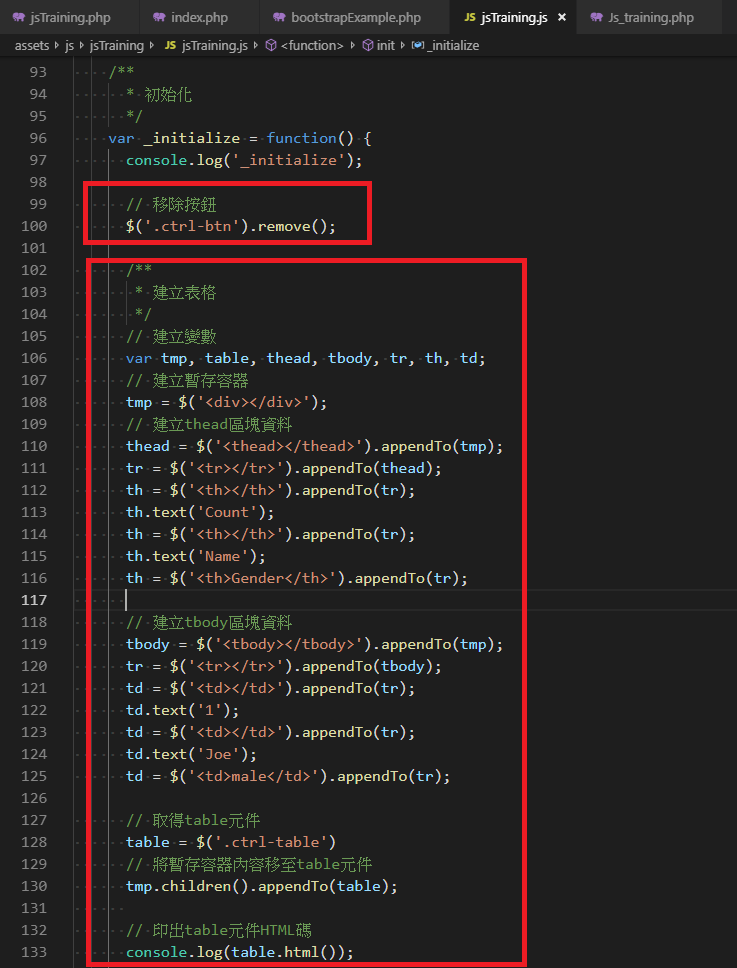 jsTraining.php index.php bootstrapExample.php JS jsTraining.js × Js_training.php
assets > js > jsTraining > JS jsTraining.js > <function> > init > _initialize
93 /**
94 * 初始化
95 */
96 var _initialize = function() {
97 console.log('_initialize');
98
99 // 移除按鈕
100 $('.ctrl-btn').remove();
101
102 /**
103 * 建立表格
104 */
105 // 建立變數
106 var tmp, table, thead, tbody, tr, th, td;
107 // 建立暫存容器
108 tmp = $('<div></div>');
109 // 建立thead區塊資料
110 thead = $('<thead></thead>').appendTo(tmp);
111 tr = $('<tr></tr>').appendTo(thead);
112 th = $('<th></th>').appendTo(tr);
113 th.text('Count');
114 th = $('<th></th>').appendTo(tr);
115 th.text('Name');
116 th = $('<th>Gender</th>').appendTo(tr);
117
118 // 建立tbody區塊資料
119 tbody = $('<tbody></tbody>').appendTo(tmp);
120 tr = $('<tr></tr>').appendTo(tbody);
121 td = $('<td></td>').appendTo(tr);
122 td.text('1');
123 td = $('<td></td>').appendTo(tr);
124 td.text('Joe');
125 td = $('<td>male</td>').appendTo(tr);
126
127 // 取得table元件
128 table = $('.ctrl-table')
129 // 將暫存容器內容移至table元件
130 tmp.children().appendTo(table);
131
132 // 印出table元件HTML碼
133 console.log(table.html());